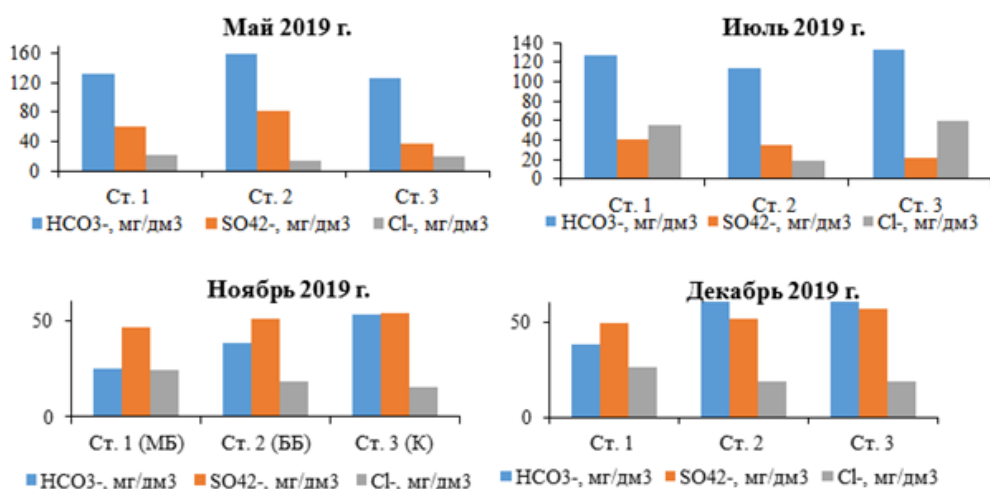 Май 2019 г.
160
120
80
40
0
Ст. 1 Ст. 2 Ст. 3
HCO3-, мг/дм3 SO42-, мг/дм3 Cl-, мг/дм3
Июль 2019 г.
140
120
100
80
60
40
20
0
Ст. 1 Ст. 2 Ст. 3
HCO3-, мг/дм3 SO42-, мг/дм3 Cl-, мг/дм3
Ноябрь 2019 г.
50
0
Ст. 1 (МБ) Ст. 2 (ББ) Ст. 3 (К)
HCO3-, мг/дм3 SO42-, мг/дм3 Cl-, мг/дм3
Декабрь 2019 г.
50
0
Ст. 1 Ст. 2 Ст. 3
HCO3-, мг/дм3 SO42-, мг/дм3 Cl-, мг/дм3